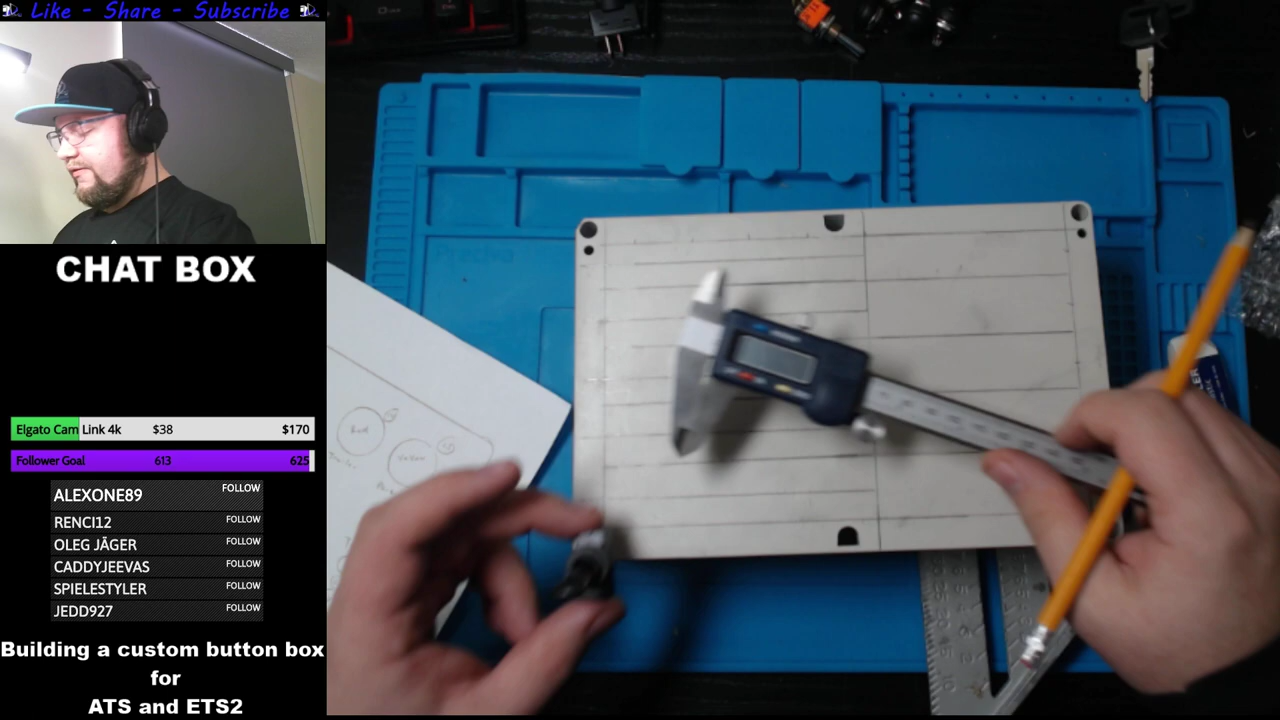 Like - Share - Subscribe
CHAT BOX
Elgato Cam Link 4k $38 $170
Follower Goal 613 625
ALEXONE89 FOLLOW
RENCI12 FOLLOW
OLEG JÄGER FOLLOW
CADDYJEEVAS FOLLOW
SPIELESTYLER FOLLOW
JEDD927 FOLLOW
Building a custom button box
for
ATS and ETS2